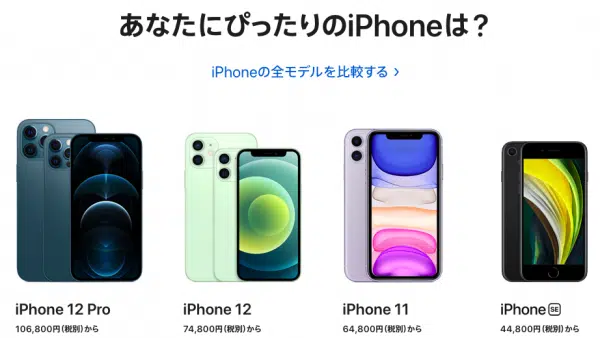 あなたにぴったりのiPhoneは？
iPhoneの全モデルを比較する ›
iPhone 12 Pro
106,800円（税別）から
iPhone 12
74,800円（税別）から
iPhone 11
64,800円（税別）から
iPhone SE
44,800円（税別）から